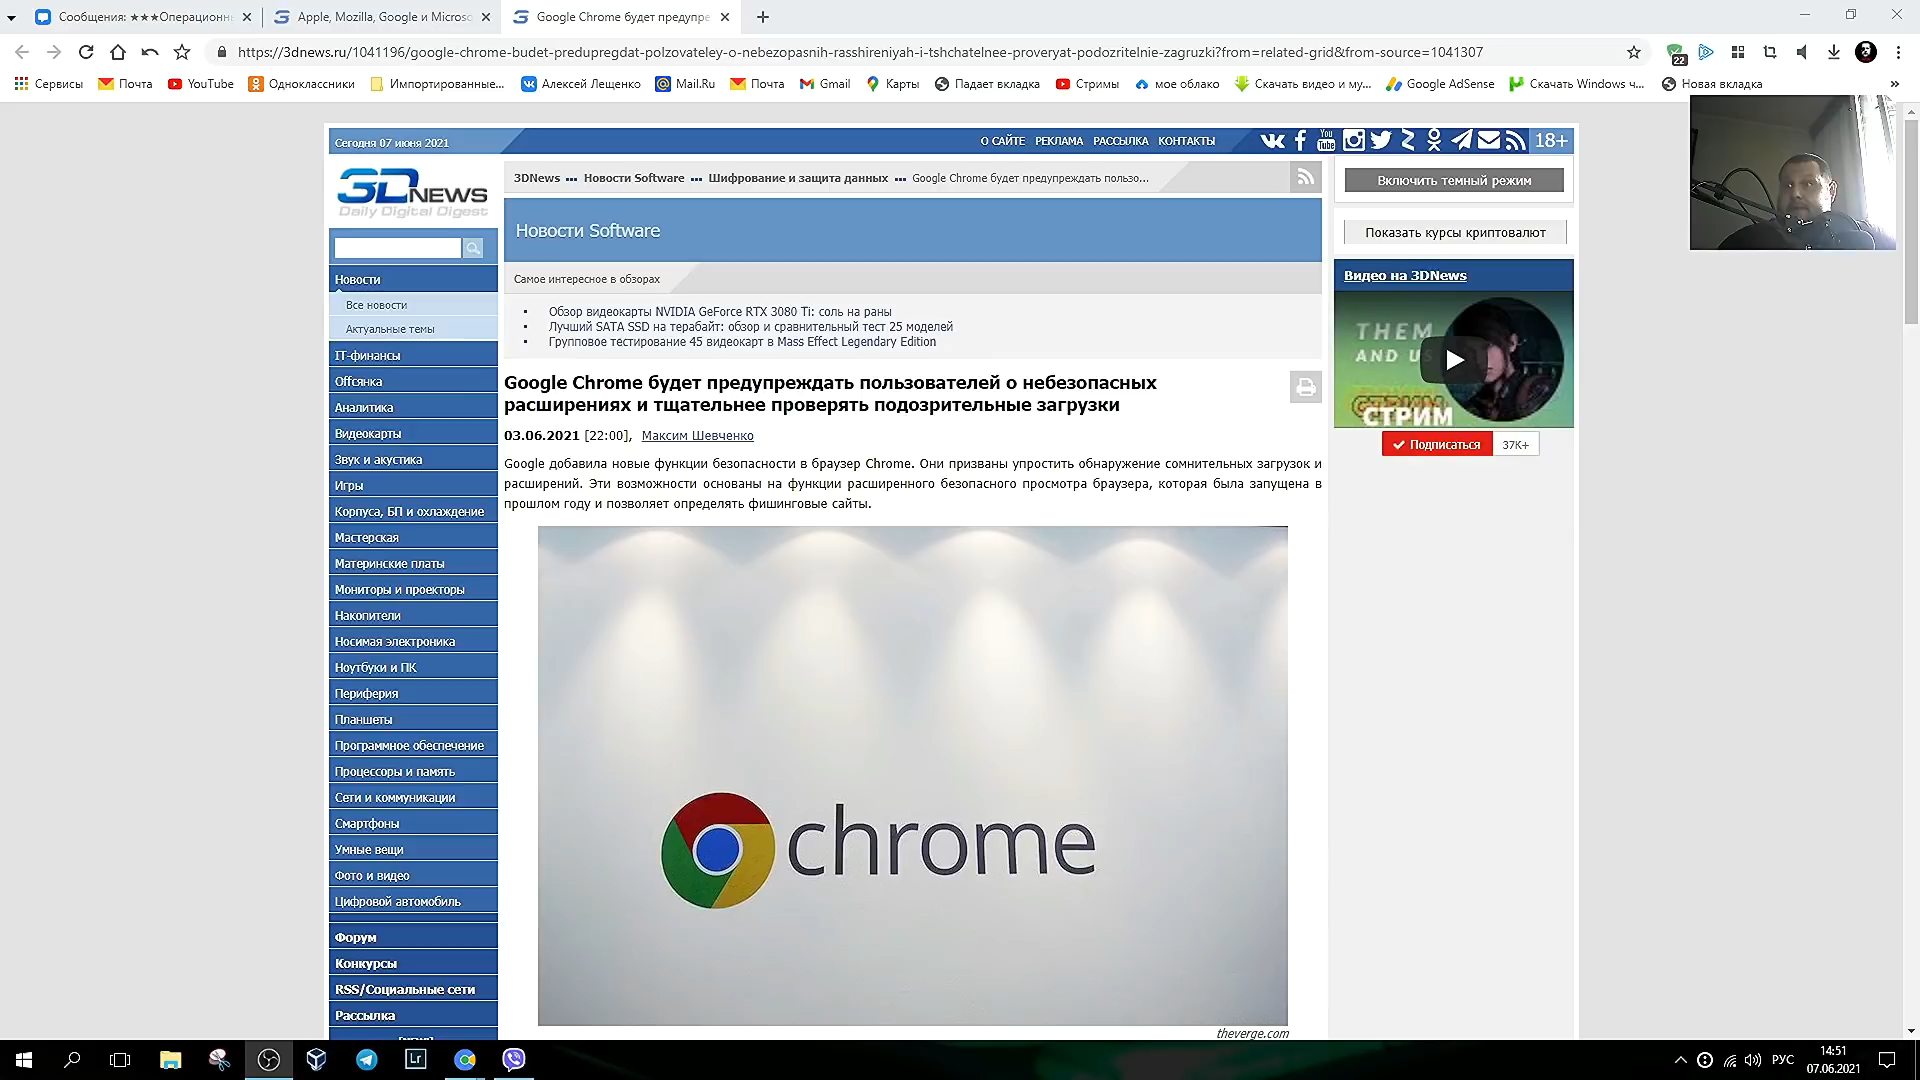 Сообщения: ★★★Операционн
Apple, Mozilla, Google и Microso
Google Chrome будет предупре
https://3dnews.ru/1041196/google-chrome-budet-predupregdat-polzovateley-o-nebezopasnih-rasshireniyah-i-tshchatelnee-proveryat-podozritelnie-zagruzki?from=related-grid&from-source=1041307
22
Сервисы
Почта
YouTube
Одноклассники
Импортированные...
Алексей Лещенко
Mail.Ru
Почта
Gmail
Карты
Падает вкладка
Стримы
мое облако
Скачать видео и му...
Google AdSense
Скачать Windows ч...
Новая вкладка
»
Сегодня 07 июня 2021
О САЙТЕ РЕКЛАМА РАССЫЛКА КОНТАКТЫ
You Tube
18+
3DNEWS
Daily Digital Digest
3DNews ••• Новости Software ••• Шифрование и защита данных ••• Google Chrome будет предупреждать пользо...
Включить темный режим
Новости Software
Показать курсы криптовалют
Самое интересное в обзорах
• Обзор видеокарты NVIDIA GeForce RTX 3080 Ti: соль на раны
• Лучший SATA SSD на терабайт: обзор и сравнительный тест 25 моделей
• Групповое тестирование 45 видеокарт в Mass Effect Legendary Edition
Видео на 3DNews
THEM
AND US
СТРИМ
Подписаться 37K+
Новости
Все новости
Актуальные темы
IT-финансы
Offсянка
Аналитика
Видеокарты
Звук и акустика
Игры
Корпуса, БП и охлаждение
Мастерская
Материнские платы
Мониторы и проекторы
Накопители
Носимая электроника
Ноутбуки и ПК
Периферия
Планшеты
Программное обеспечение
Процессоры и память
Сети и коммуникации
Смартфоны
Умные вещи
Фото и видео
Цифровой автомобиль
Форум
Конкурсы
RSS/Социальные сети
Рассылка
Google Chrome будет предупреждать пользователей о небезопасных
расширениях и тщательнее проверять подозрительные загрузки
03.06.2021 [22:00], Максим Шевченко
Google добавила новые функции безопасности в браузер Chrome. Они призваны упростить обнаружение сомнительных загрузок и
расширений. Эти возможности основаны на функции расширенного безопасного просмотра браузера, которая была запущена в
прошлом году и позволяет определять фишинговые сайты.
chrome
theverge.com
Lr
РУС
14:51
07.06.2021